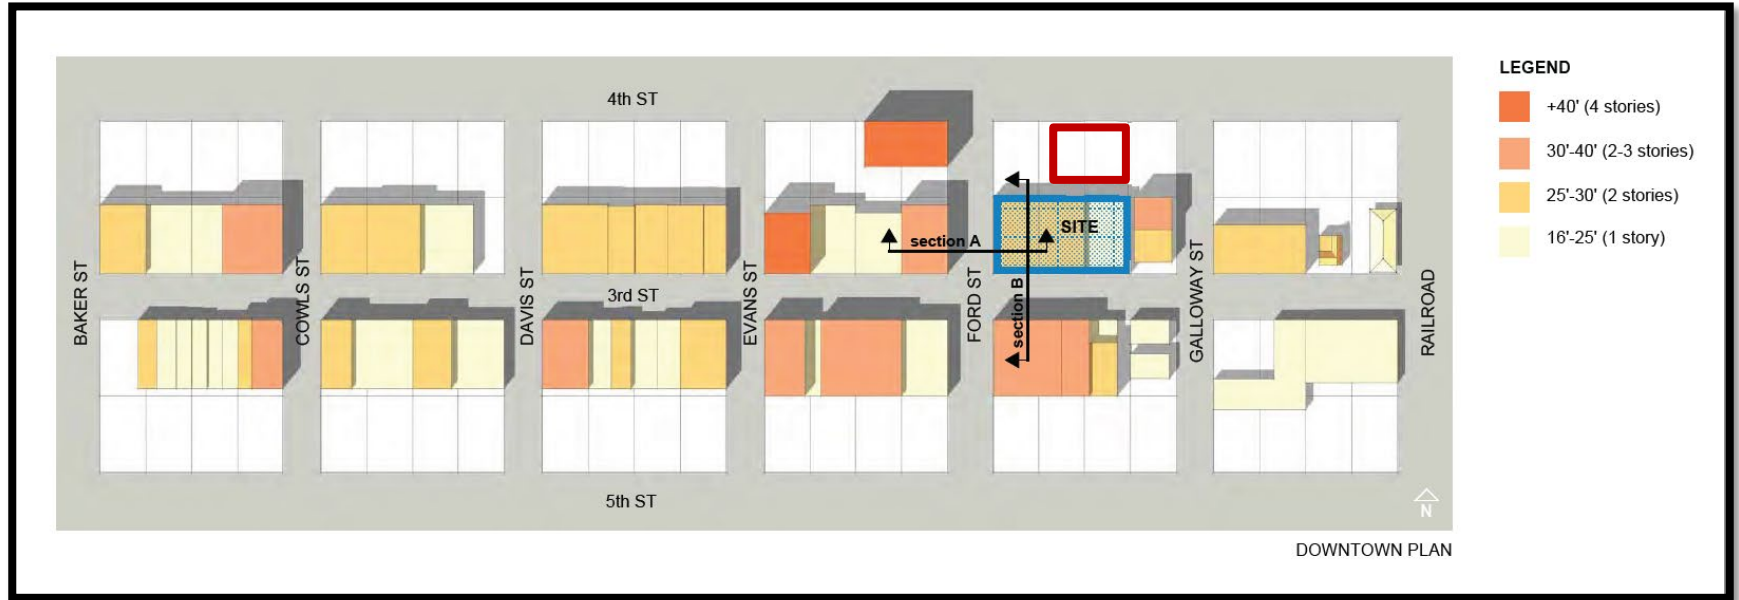 LEGEND
+40' (4 stories)
30'-40' (2-3 stories)
25'-30' (2 stories)
16'-25' (1 story)
4th ST
BAKER ST
COWLS ST
DAVIS ST
EVANS ST
FORD ST
GALLOWAY ST
RAILROAD
SITE
section A
section B
3rd ST
5th ST
N
DOWNTOWN PLAN